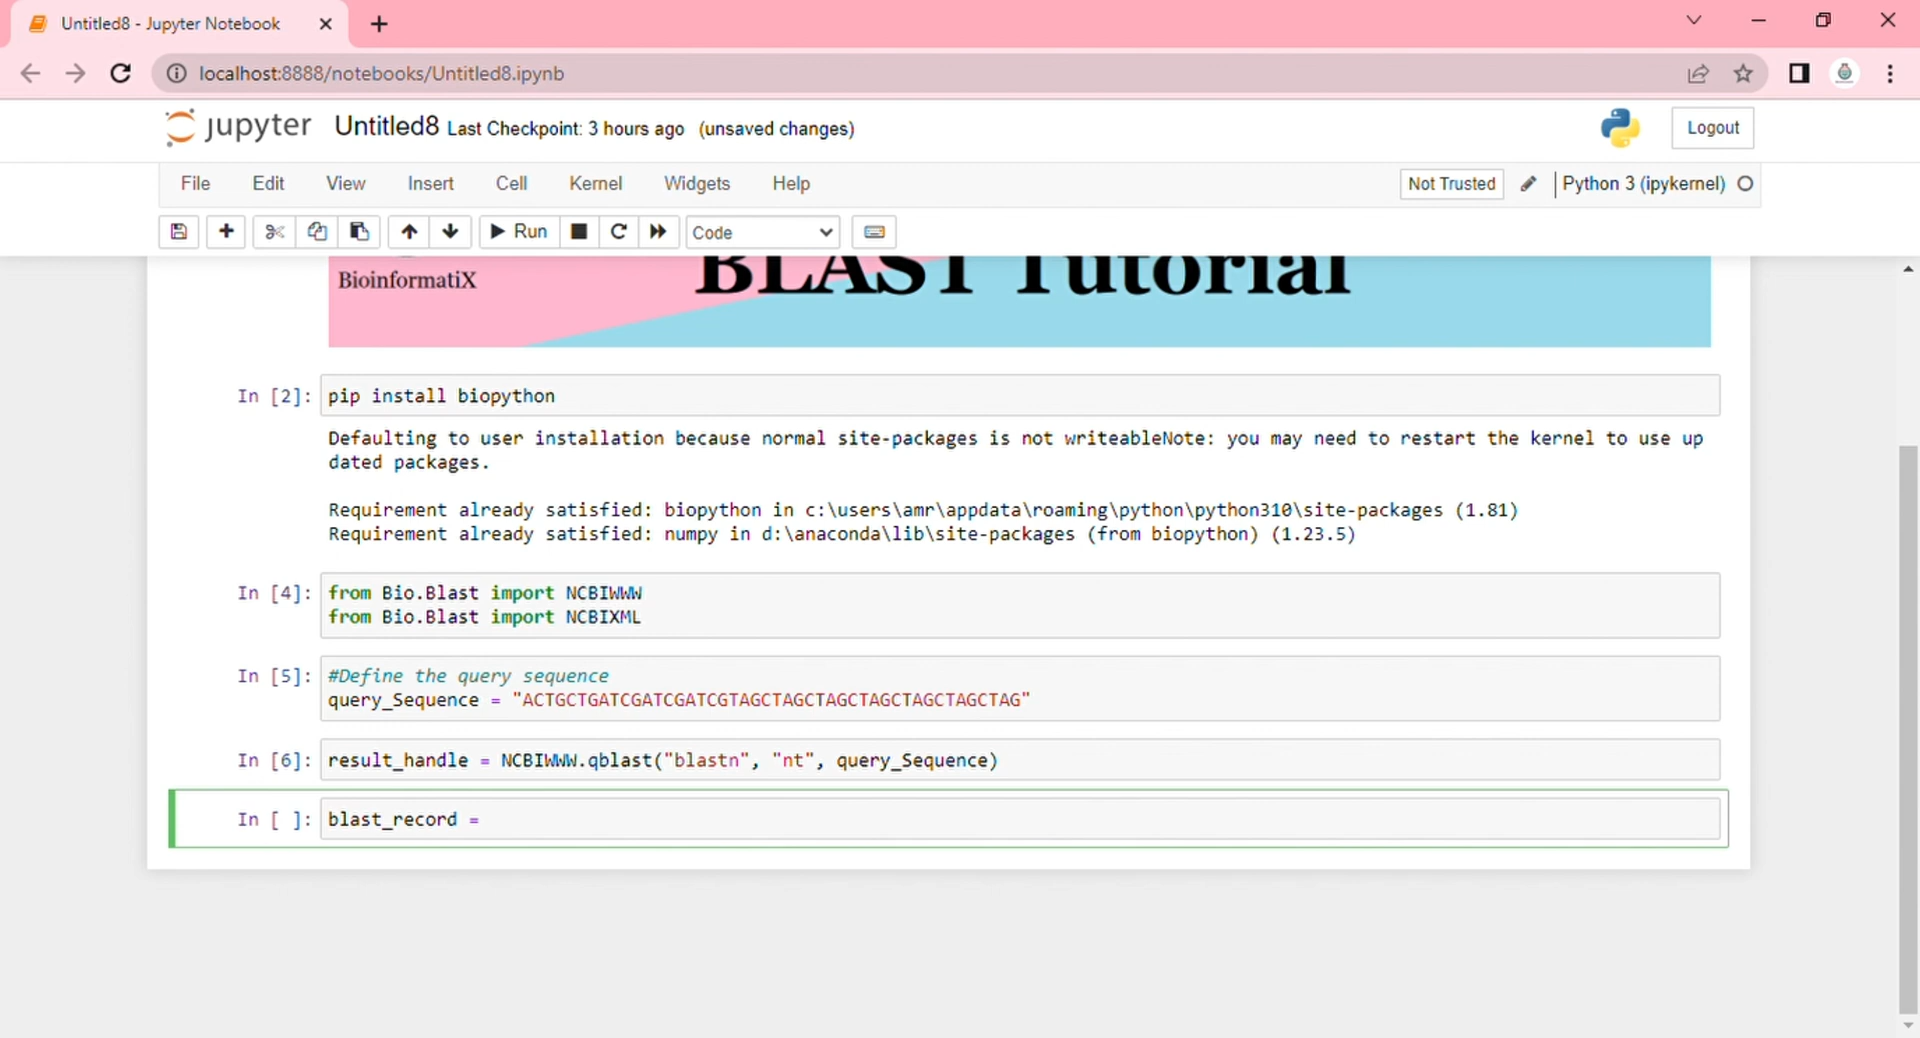 Untitled8 - Jupyter Notebook
localhost:8888/notebooks/Untitled8.ipynb
jupyter Untitled8 Last Checkpoint: 3 hours ago (unsaved changes)
Logout
File Edit View Insert Cell Kernel Widgets Help
Not Trusted Python 3 (ipykernel)
Run Code
BioinformatiX
BLAST Tutorial
In [2]: pip install biopython
Defaulting to user installation because normal site-packages is not writeableNote: you may need to restart the kernel to use up
dated packages.
Requirement already satisfied: biopython in c:\users\amr\appdata\roaming\python\python310\site-packages (1.81)
Requirement already satisfied: numpy in d:\anaconda\lib\site-packages (from biopython) (1.23.5)
In [4]: from Bio.Blast import NCBIWWW
from Bio.Blast import NCBIXML
In [5]: #Define the query sequence
query_Sequence = "ACTGCTGATCGATCGATCGTAGCTAGCTAGCTAGCTAGCTAGCTAG"
In [6]: result_handle = NCBIWWW.qblast("blastn", "nt", query_Sequence)
In [ ]: blast_record =